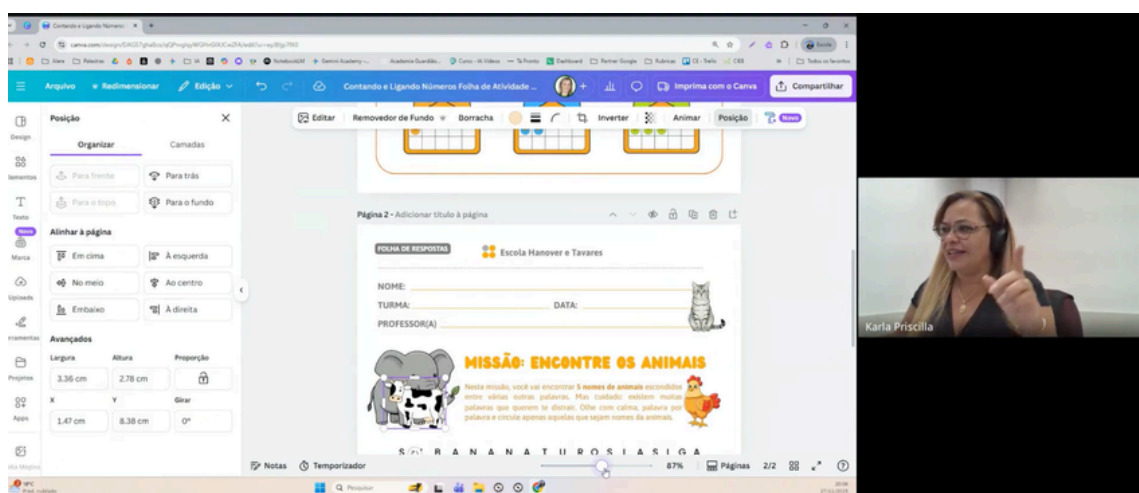 Contando e Ligando Números
Arquivo Redimensionar Edição Contando e Ligando Números Folha de Atividade ... Imprima com o Canva Compartilhar
Posição
Editar Removedor de Fundo Borracha Inverter Animar Posição Novo
Design
Organizar Camadas
Para frente Para trás
Para o topo Para o fundo
Texto
Novo
Marca
Alinhar à página
Em cima À esquerda
No meio Ao centro
Embaixo À direita
Uploads
Avançados
Largura Altura Proporção
3.36 cm 2.78 cm
Projetos
X Y Girar
1.47 cm 8.38 cm 0°
Apps
Página 2 - Adicionar título à página
FOLHA DE RESPOSTAS Escola Hanover e Tavares
NOME:
TURMA: DATA:
PROFESSOR(A)
MISSÃO: ENCONTRE OS ANIMAIS
Nesta missão, você vai encontrar 5 nomes de animais escondidos
entre várias outras palavras. Mas cuidado: existem muitas
palavras que querem te distrair. Olhe com calma, palavra por
palavra e circule apenas aquelas que sejam nomes da animais.
B A N A N A T U R O S L A S I G A
Notas Temporizador 87% Páginas 2/2
Pesquisar
Karla Priscilla